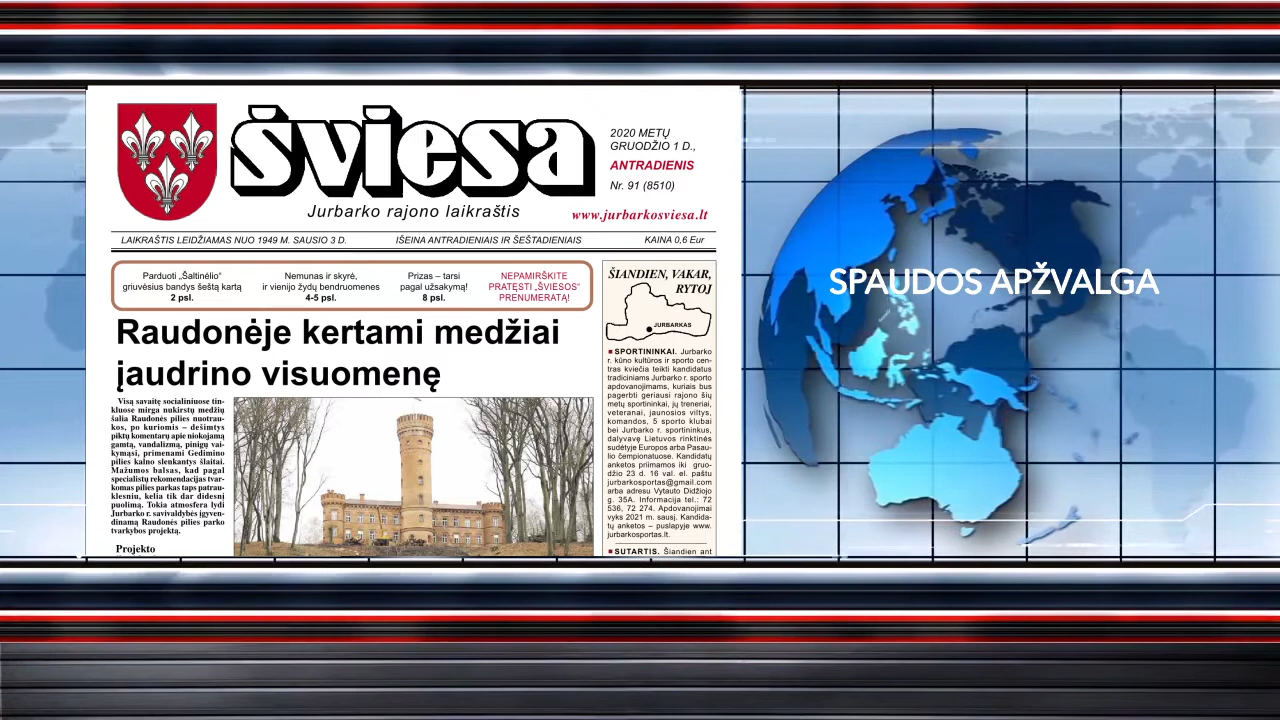 šviesa
Jurbarko rajono laikraštis
2020 METŲ
GRUODŽIO 1 D.,
ANTRADIENIS
Nr. 91 (8510)
www.jurbarkosviesa.lt
LAIKRAŠTIS LEIDŽIAMAS NUO 1949 M. SAUSIO 3 D. IŠEINA ANTRADIENIAIS IR ŠEŠTADIENIAIS KAINA 0,6 Eur
Parduoti „Šaltinėlio“
griuvėsius bandys šeštą kartą
2 psl.
Nemunas ir skyrė,
ir vienijo žydų bendruomenes
4-5 psl.
Prizas – tarsi
pagal užsakymą!
8 psl.
NEPAMIRŠKITE
PRATĘSTI „ŠVIESOS“
PRENUMERATĄ!
Raudonėje kertami medžiai
įaudrino visuomenę
Visą savaitę socialiniuose tin-
kluose mirga nukirstų medžių
šalia Raudonės pilies nuotrau-
kos, po kuriomis – dešimtys
piktų komentarų apie niokojamą
gamtą, vandalizmą, pinigų vai-
kymąsi, primenami Gedimino
pilies kalno slenkantys šlaitai.
Mažumos balsas, kad pagal
specialistų rekomendacijas tvar-
komas pilies parkas taps patrau-
klesniu, kelia tik dar didesnį
puolimą. Tokia atmosfera lydi
Jurbarko r. savivaldybės įgyven-
dinamą Raudonės pilies parko
tvarkybos projektą.
Projekto
ŠIANDIEN, VAKAR,
RYTOJ
JURBARKAS
■ SPORTININKAI. Jurbarko
r. kūno kultūros ir sporto cen-
tras kviečia teikti kandidatus
tradiciniams Jurbarko r. sporto
apdovanojimams, kuriais bus
pagerbti geriausi rajono šių
metų sportininkai, jų treneriai,
veteranai, jaunosios viltys,
komandos, 5 sporto klubai
bei Jurbarko r. sportininkus,
dalyvavę Lietuvos rinktinės
sudėtyje Europos arba Pasau-
lio čempionatuose. Kandidatų
anketos priimamos iki gruo-
džio 23 d. 16 val. el. paštu
jurbarkosportas@gmail.com
arba adresu Vytauto Didžiojo
g. 35A. Informacija tel.: 72
536, 72 274. Apdovanojimai
vyks 2021 m. sausį. Kandida-
tų anketos – puslapyje www.
jurbarkosportas.lt.
■ SUTARTIS. Šiandien ant
SPAUDOS APŽVALGA